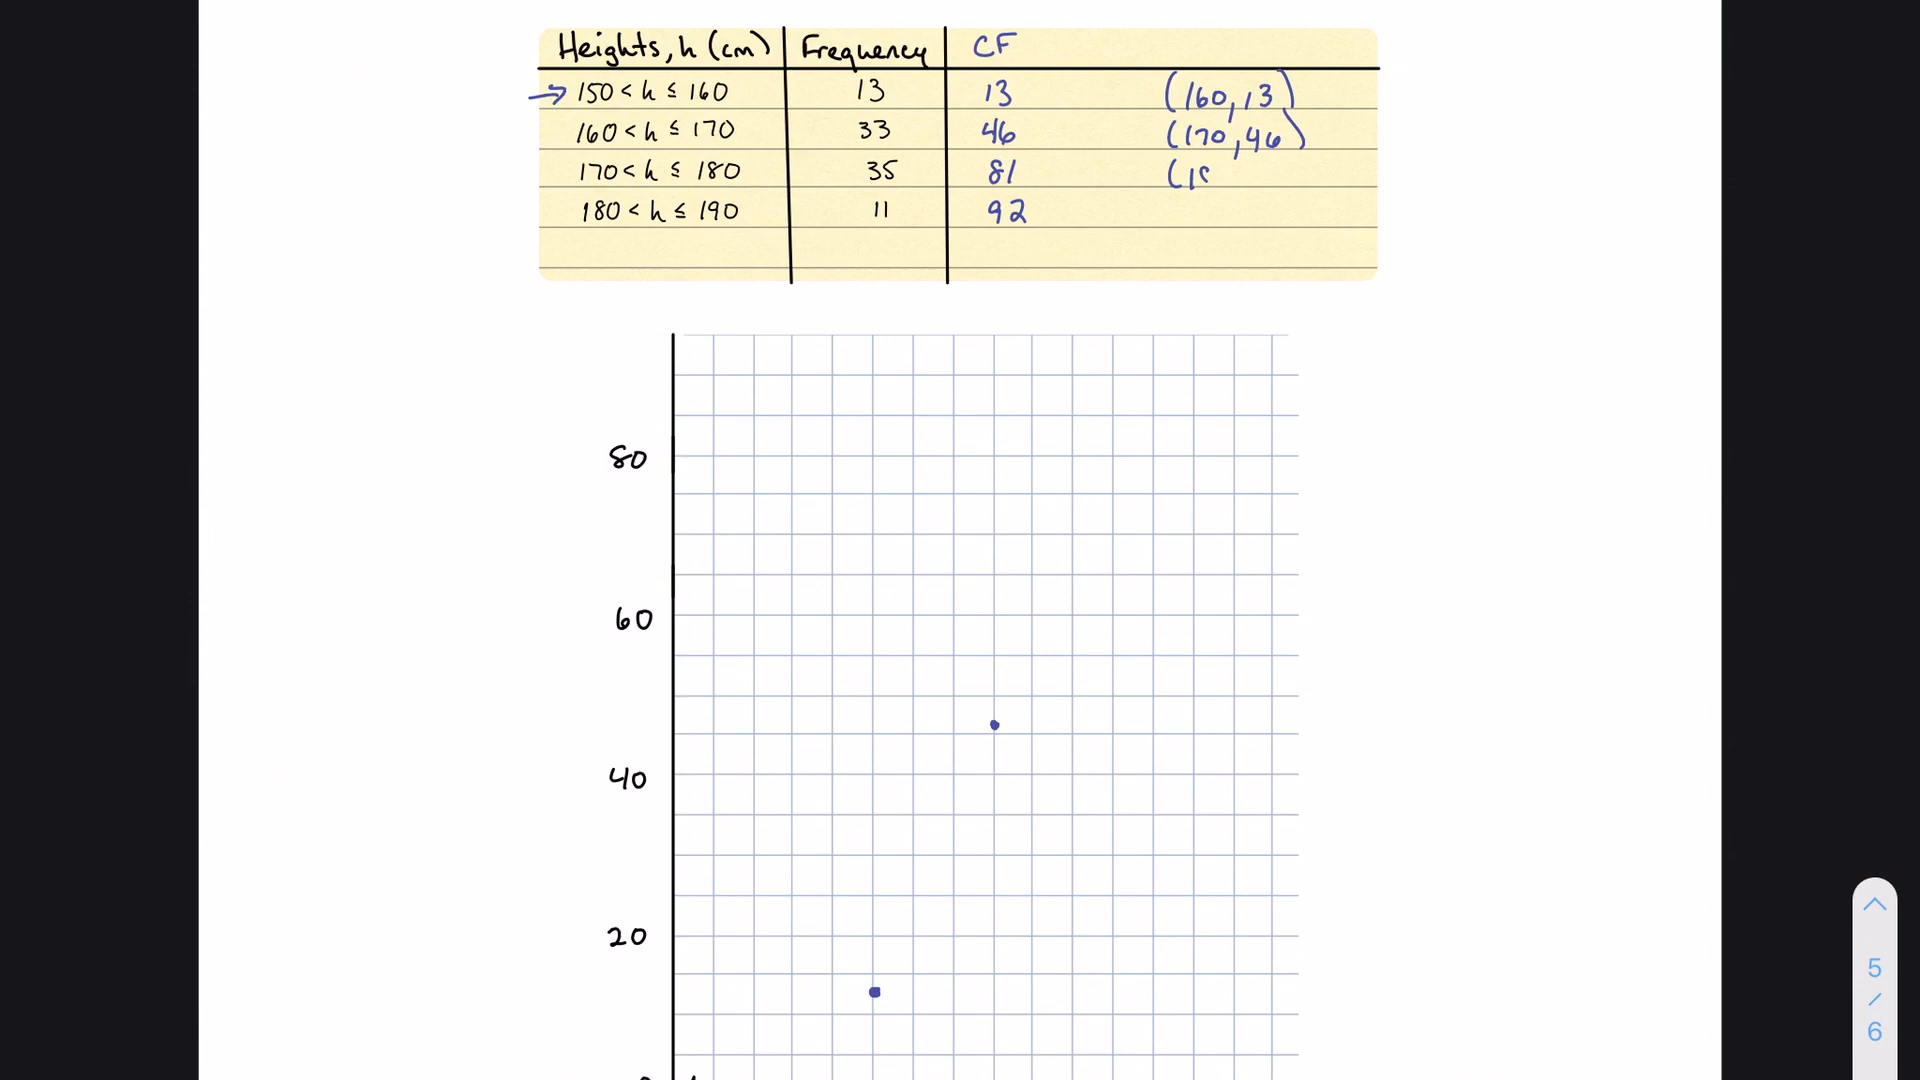 Heights, h (cm) Frequency CF
→ 150 < h ≤ 160 13 13 (160, 13)
160 < h ≤ 170 33 46 (170, 46)
170 < h ≤ 180 35 81 (18
180 < h ≤ 190 11 92
80
60
40
20
5
/
6